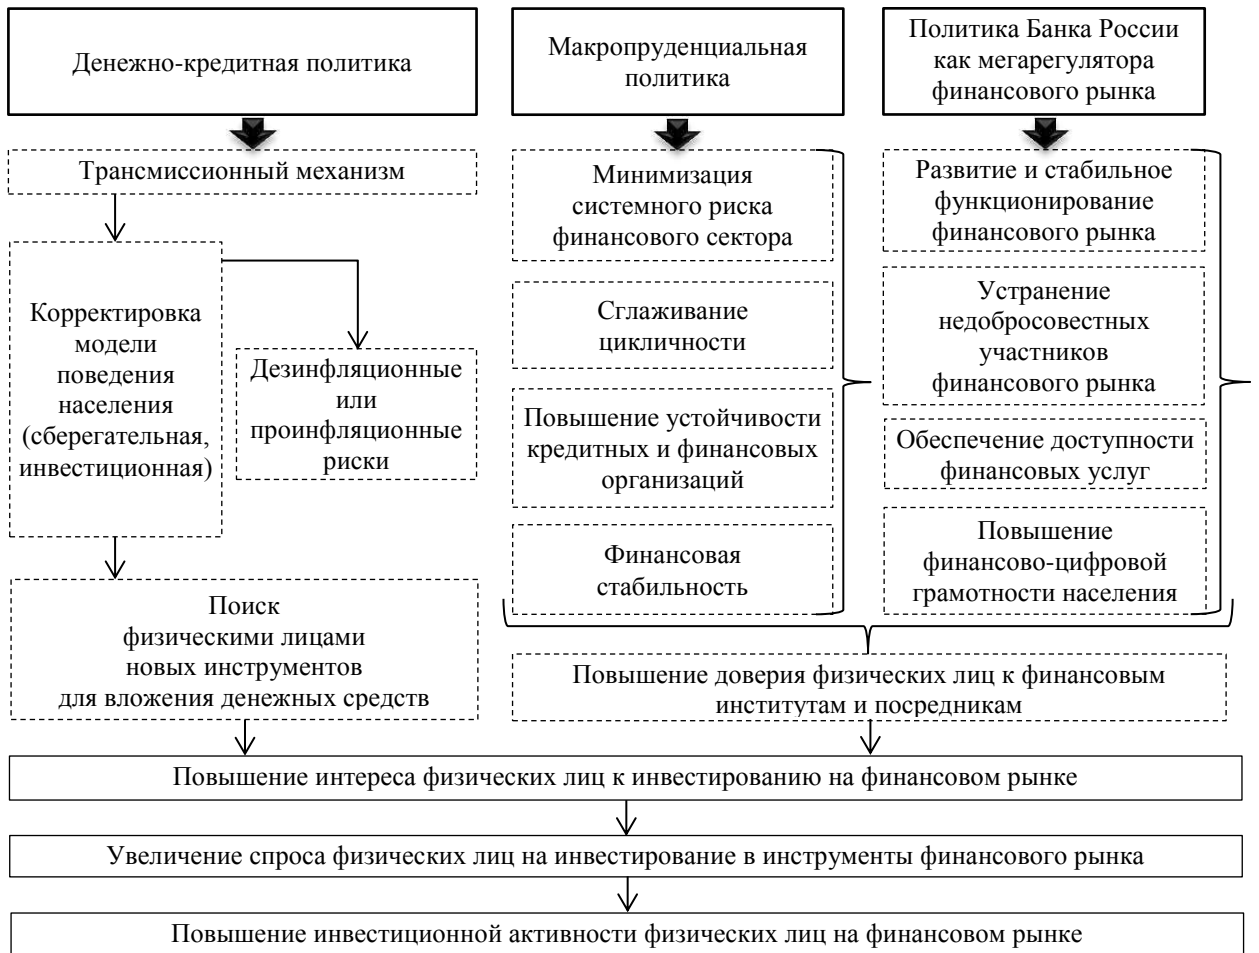 Денежно-кредитная политика
Макропруденциальная
политика
Политика Банка России
как мегарегулятора
финансового рынка
Трансмиссионный механизм
Корректировка
модели
поведения
населения
(сберегательная,
инвестиционная)
Дезинфляционные
или
проинфляционные
риски
Поиск
физическими лицами
новых инструментов
для вложения денежных средств
Минимизация
системного риска
финансового сектора
Сглаживание
цикличности
Повышение устойчивости
кредитных и финансовых
организаций
Финансовая
стабильность
Развитие и стабильное
функционирование
финансового рынка
Устранение
недобросовестных
участников
финансового рынка
Обеспечение доступности
финансовых услуг
Повышение
финансово-цифровой
грамотности населения
Повышение доверия физических лиц к финансовым
институтам и посредникам
Повышение интереса физических лиц к инвестированию на финансовом рынке
Увеличение спроса физических лиц на инвестирование в инструменты финансового рынка
Повышение инвестиционной активности физических лиц на финансовом рынке